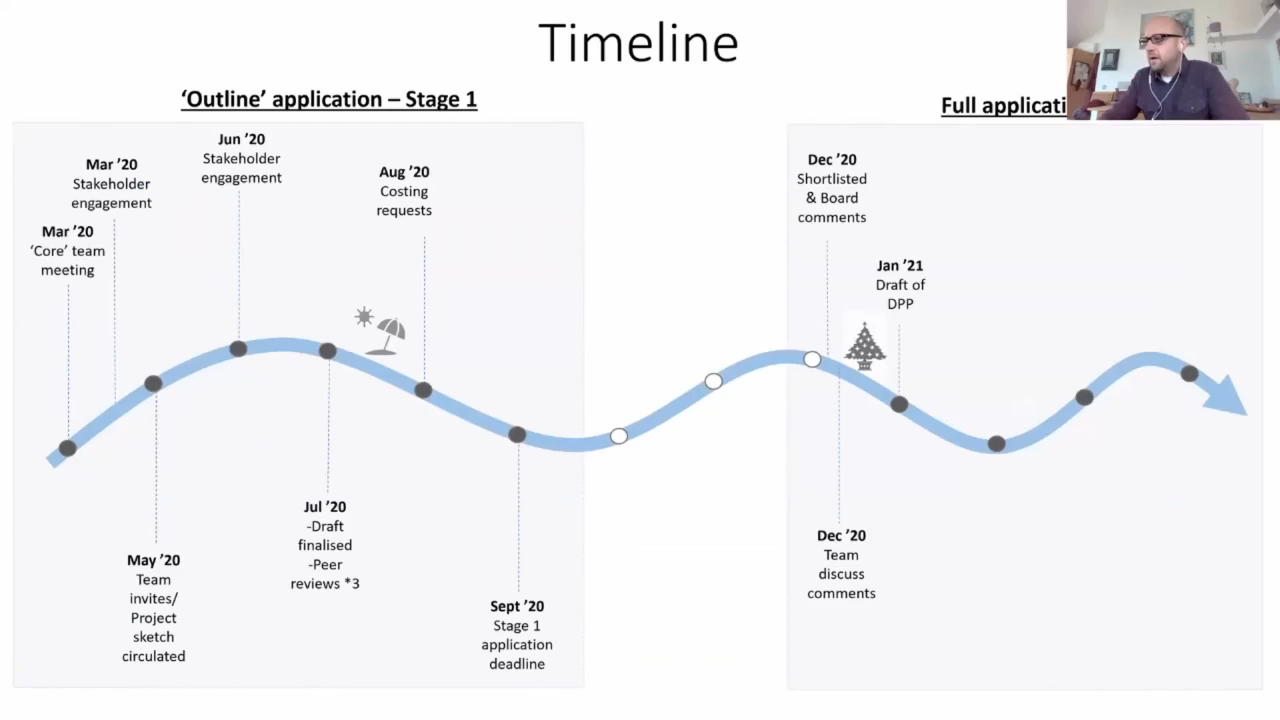 Timeline
‘Outline’ application – Stage 1
Mar ’20
‘Core’ team
meeting
Mar ’20
Stakeholder
engagement
May ’20
Team
invites/
Project
sketch
circulated
Jun ’20
Stakeholder
engagement
Jul ’20
-Draft
finalised
-Peer
reviews *3
Aug ’20
Costing
requests
Sept ’20
Stage 1
application
deadline
Full applicati
Dec ’20
Shortlisted
& Board
comments
Dec ’20
Team
discuss
comments
Jan ’21
Draft of
DPP